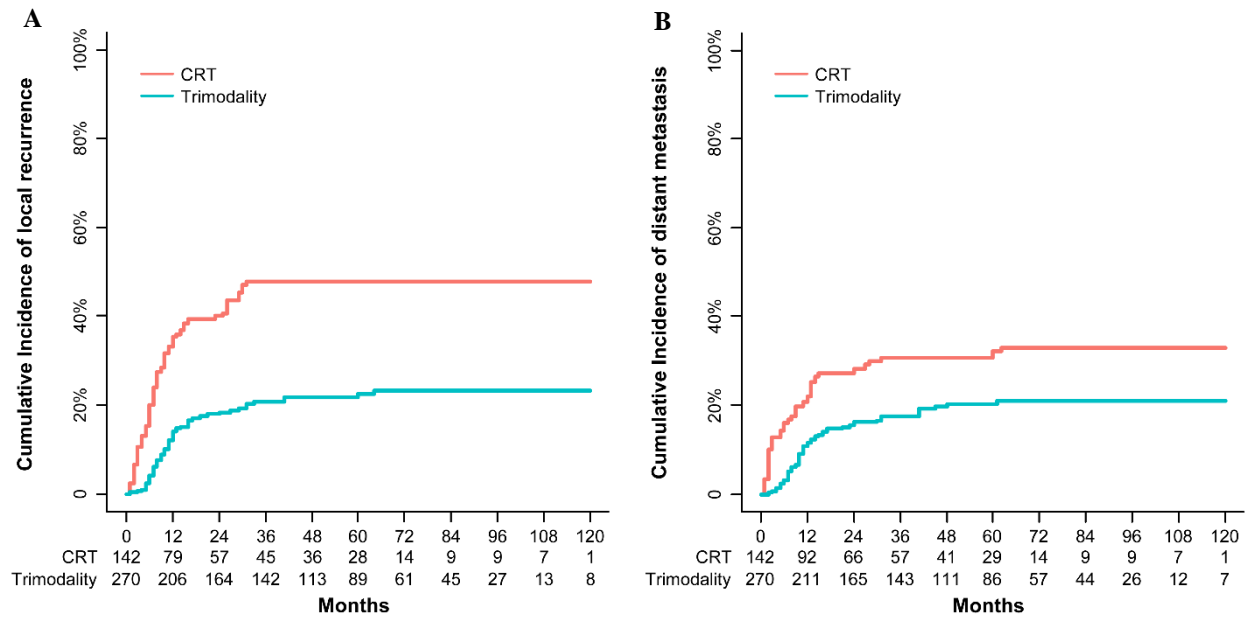 A
Cumulative Incidence of local recurrence
100%
80%
60%
40%
20%
0
CRT
Trimodality
0 12 24 36 48 60 72 84 96 108 120
CRT 142 79 57 45 36 28 14 9 9 7 1
Trimodality 270 206 164 142 113 89 61 45 27 13 8
Months
B
Cumulative Incidence of distant metastasis
100%
80%
60%
40%
20%
0
CRT
Trimodality
0 12 24 36 48 60 72 84 96 108 120
CRT 142 92 66 57 41 29 14 9 9 7 1
Trimodality 270 211 165 143 111 86 57 44 26 12 7
Months